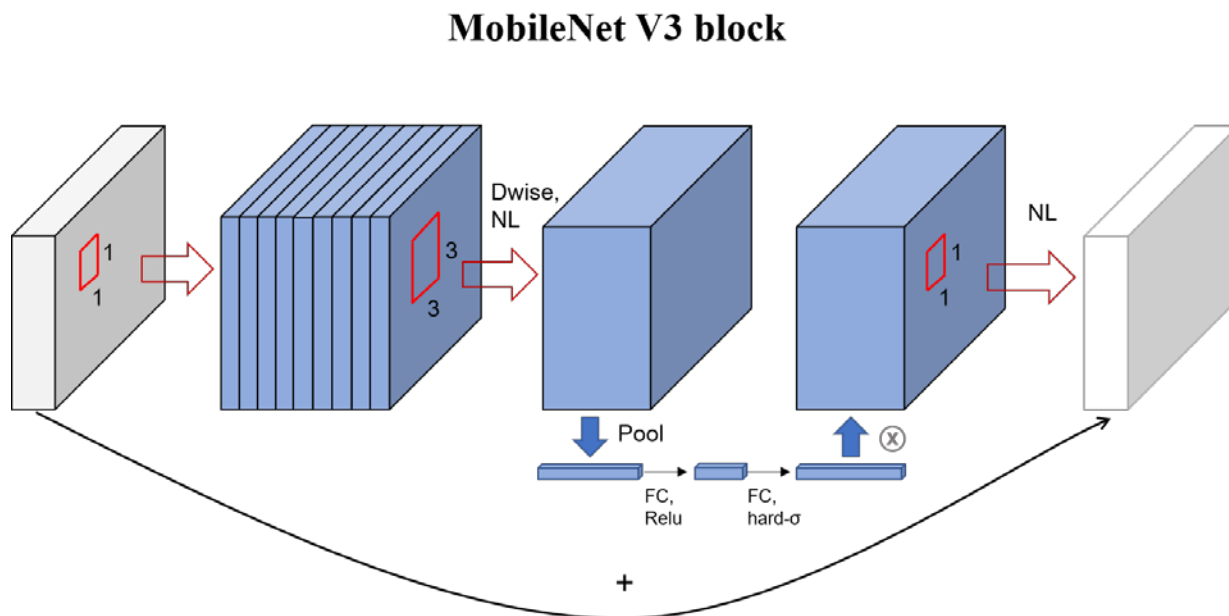 MobileNet V3 block
1
1
3
3
Dwise,
NL
1
1
NL
Pool
X
FC,
Relu
FC,
hard-σ
+